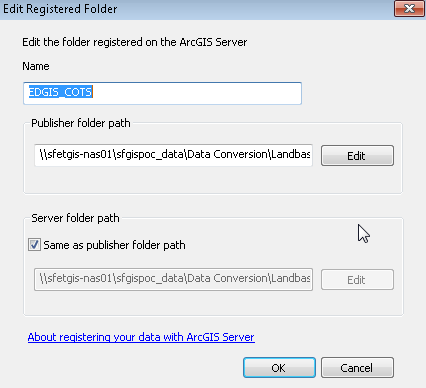 Edit Registered Folder
Edit the folder registered on the ArcGIS Server
Name
EDGIS_COTS
Publisher folder path
\\sfetgis-nas01\sfgispoc_data\Data Conversion\Landbas
Edit
Server folder path
Same as publisher folder path
\\sfetgis-nas01\sfgispoc_data\Data Conversion\Landbas
Edit
About registering your data with ArcGIS Server
OK
Cancel